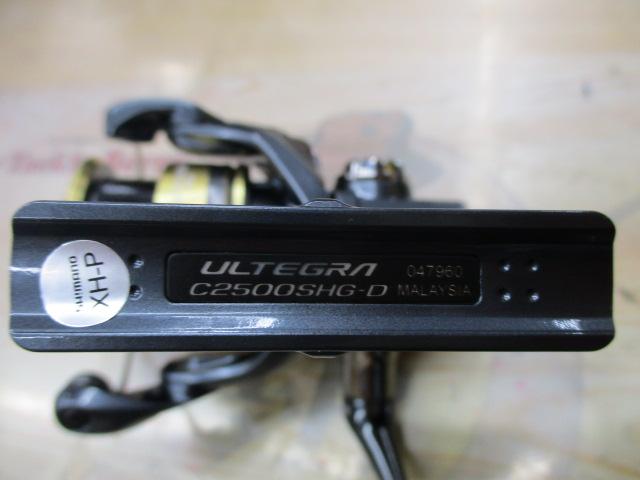 SHIMANO
XH-P
ULTEGRA 047960
C2500SHG-D MALAYSIA